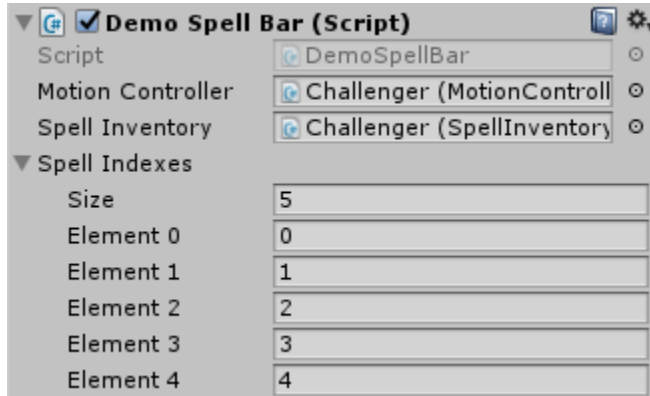 Demo Spell Bar (Script)
Script DemoSpellBar
Motion Controller Challenger (MotionControll
Spell Inventory Challenger (SpellInventory
Spell Indexes
Size 5
Element 0 0
Element 1 1
Element 2 2
Element 3 3
Element 4 4